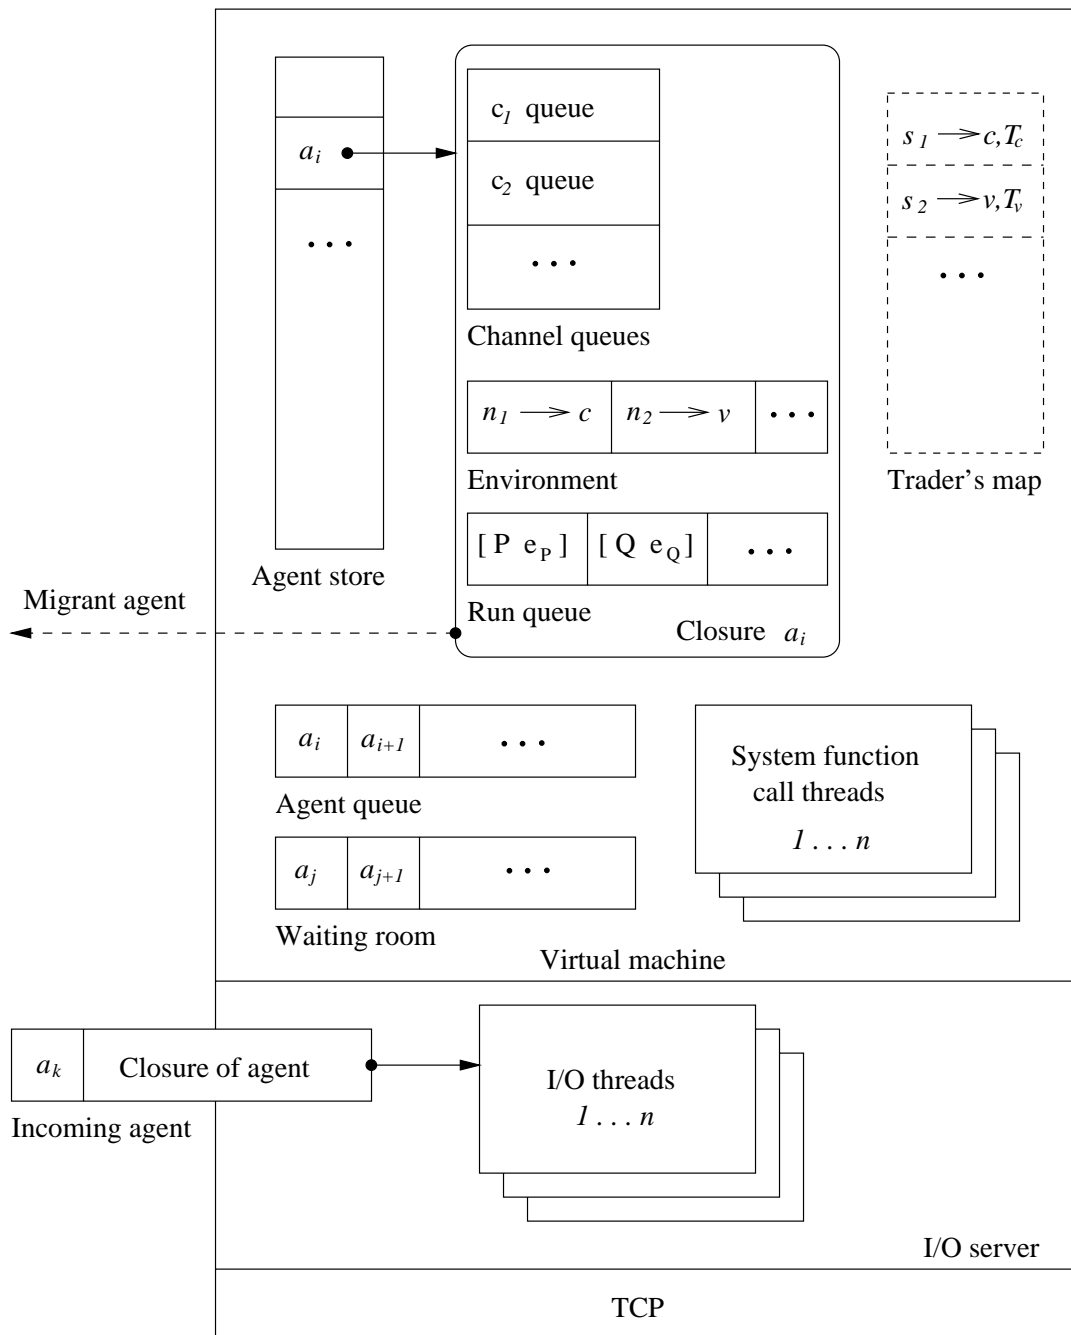 c1 queue
ai
c2 queue
. . .
. . .
Channel queues
n1 → c n2 → v . . .
Environment
[ P eP ] [ Q eQ ] . . .
Run queue
Closure ai
Agent store
s1 → c,Tc
s2 → v,Tv
. . .
Trader's map
Migrant agent
ai ai+1 . . .
Agent queue
aj aj+1 . . .
Waiting room
System function
call threads
1 . . . n
Virtual machine
ak Closure of agent
Incoming agent
I/O threads
1 . . . n
I/O server
TCP